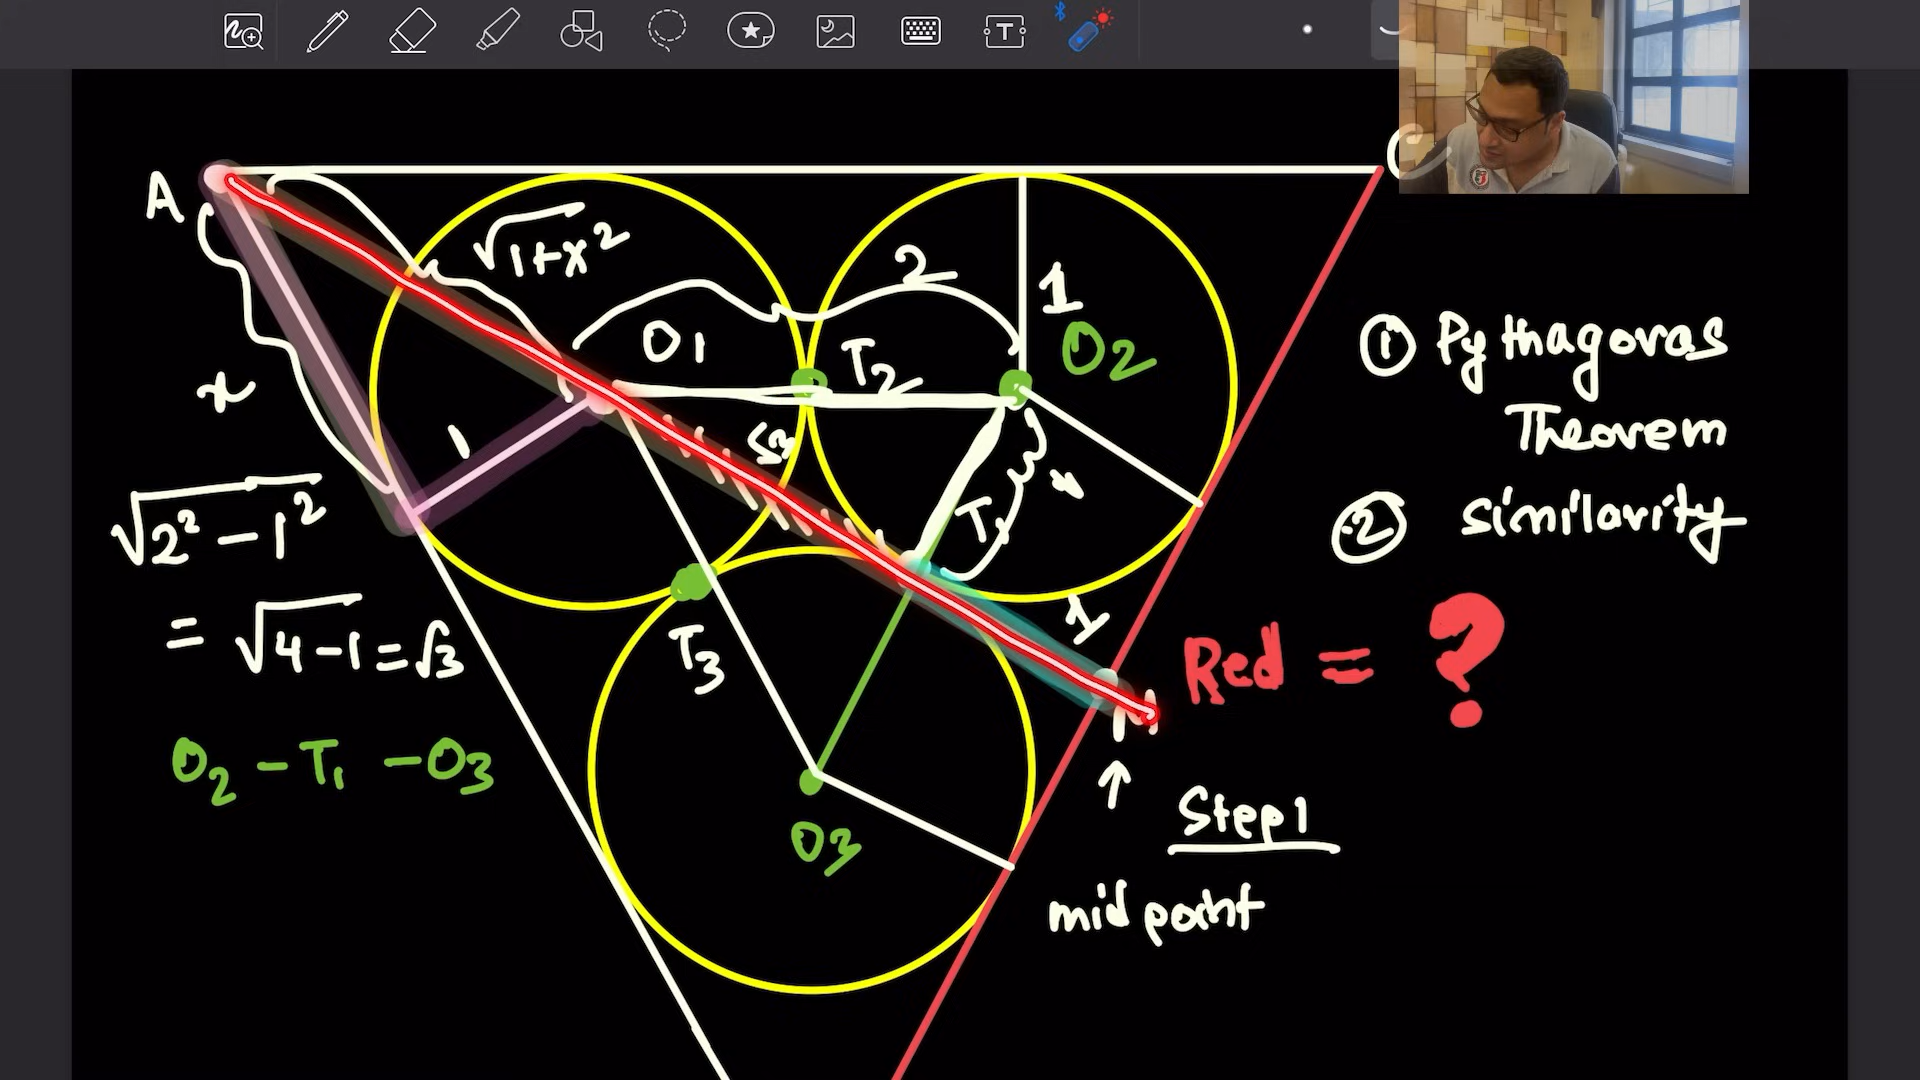 A
C
√1+x²
2
1
O1
T2
O2
① Pythagoras
Theorem
x
1
√3
T1
x
② similarity
√2² - 1²
= √4-1 = √3
1
T3
Red = ?
M
O2 - T1 - O3
↑
Step 1
O3
mid point